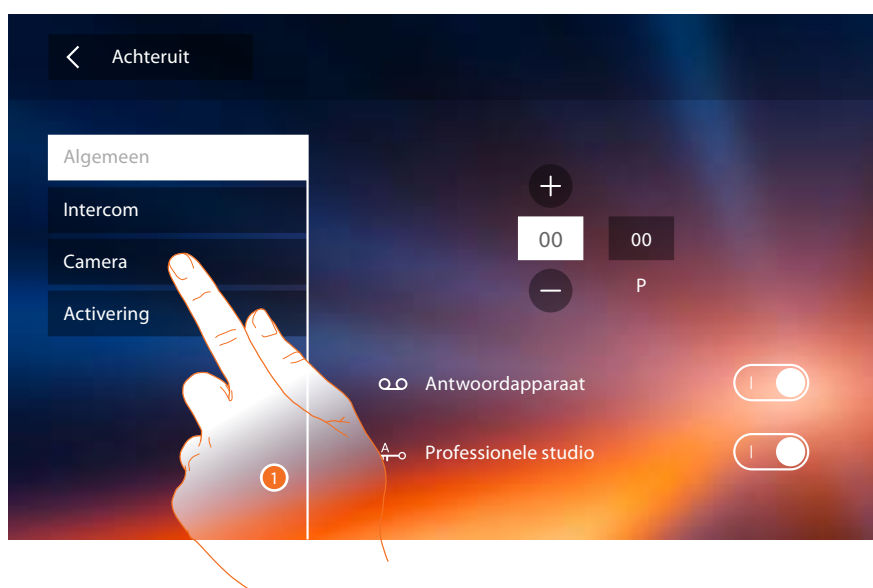 Achteruit
Algemeen
Intercom
Camera
Activering
+
00 00
—
P
Antwoordapparaat
A
Professionele studio
1